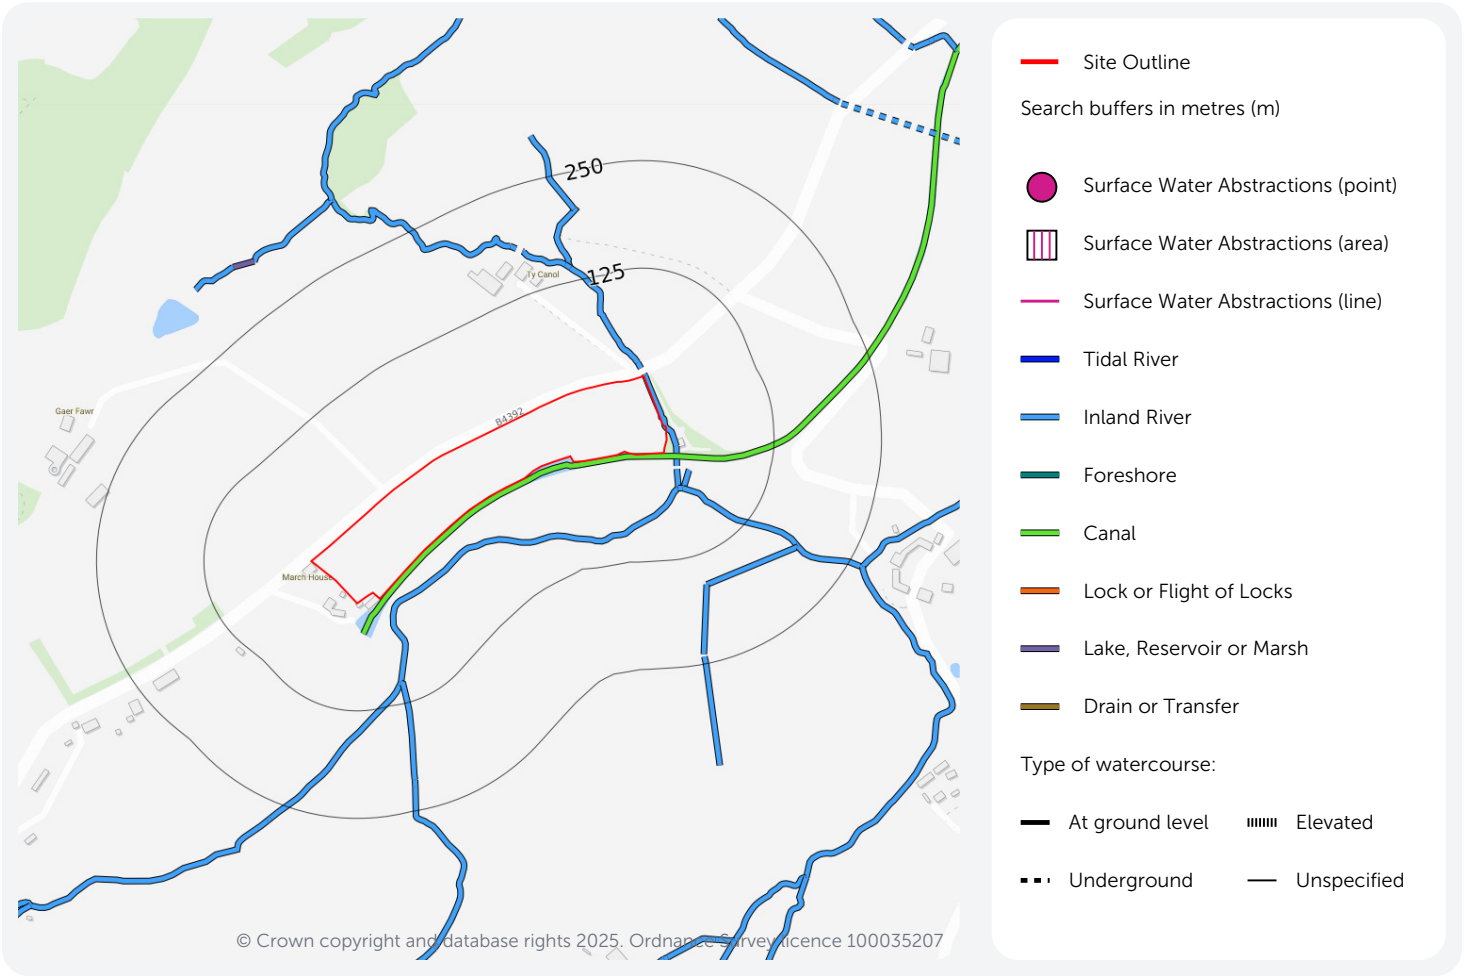 250
125
Ty Canol
B4392
Gaer Fawr
March House
© Crown copyright and database rights 2025. Ordnance Survey licence 100035207
Site Outline
Search buffers in metres (m)
Surface Water Abstractions (point)
Surface Water Abstractions (area)
Surface Water Abstractions (line)
Tidal River
Inland River
Foreshore
Canal
Lock or Flight of Locks
Lake, Reservoir or Marsh
Drain or Transfer
Type of watercourse:
At ground level Elevated
Underground Unspecified